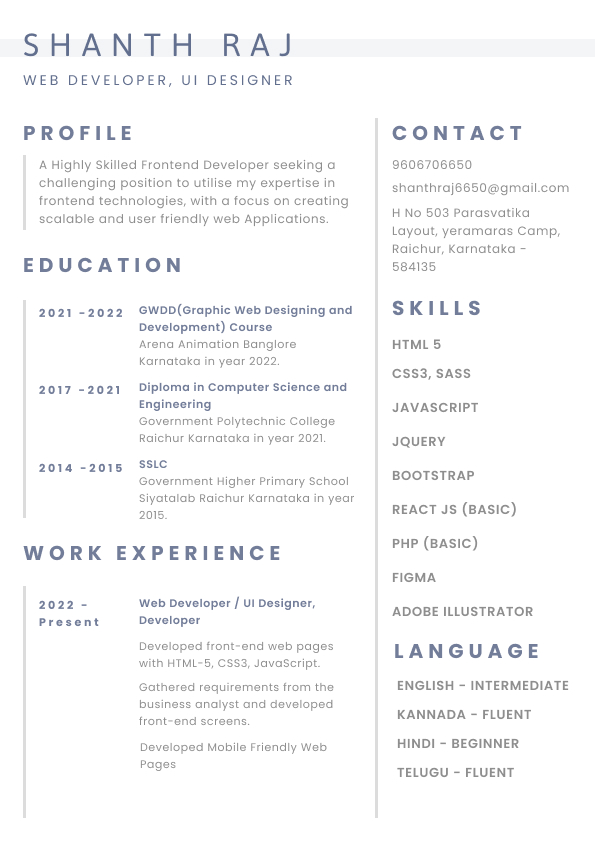 SHANTH RAJ
WEB DEVELOPER, UI DESIGNER
PROFILE
A Highly Skilled Frontend Developer seeking a
challenging position to utilise my expertise in
frontend technologies, with a focus on creating
scalable and user friendly web Applications.
EDUCATION
2021 -2022
GWDD(Graphic Web Designing and
Development) Course
Arena Animation Banglore
Karnataka in year 2022.
2017 -2021
Diploma in Computer Science and
Engineering
Government Polytechnic College
Raichur Karnataka in year 2021.
2014 -2015
SSLC
Government Higher Primary School
Siyatalab Raichur Karnataka in year
2015.
WORK EXPERIENCE
2022 -
Present
Web Developer / UI Designer,
Developer
Developed front-end web pages
with HTML-5, CSS3, JavaScript.
Gathered requirements from the
business analyst and developed
front-end screens.
Developed Mobile Friendly Web
Pages
CONTACT
9606706650
shanthraj6650@gmail.com
H No 503 Parasvatika
Layout, yeramaras Camp,
Raichur, Karnataka -
584135
SKILLS
HTML 5
CSS3, SASS
JAVASCRIPT
JQUERY
BOOTSTRAP
REACT JS (BASIC)
PHP (BASIC)
FIGMA
ADOBE ILLUSTRATOR
LANGUAGE
ENGLISH - INTERMEDIATE
KANNADA - FLUENT
HINDI - BEGINNER
TELUGU - FLUENT